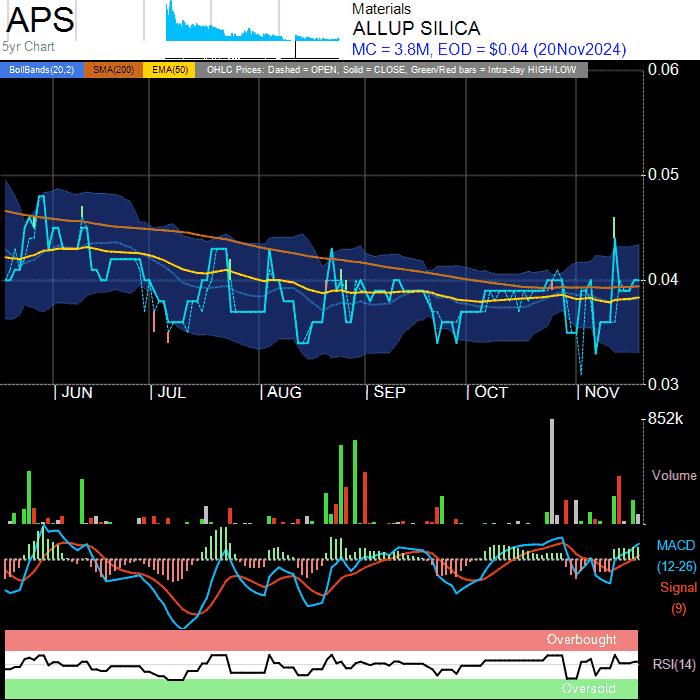 APS
5yr Chart
Materials
ALLUP SILICA
MC = 3.8M, EOD = $0.04 (20Nov2024)
BollBands(20,2) SMA(200) EMA(50) OHLC Prices: Dashed = OPEN, Solid = CLOSE, Green/Red bars = Intra-day HIGH/LOW
0.06
0.05
0.04
0.03
JUN JUL AUG SEP OCT NOV
852k
Volume
MACD
(12-26)
Signal
(9)
Overbought
RSI(14)
Oversold